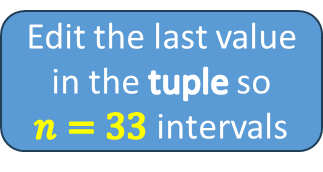 Edit the last value
in the tuple so
n = 33 intervals